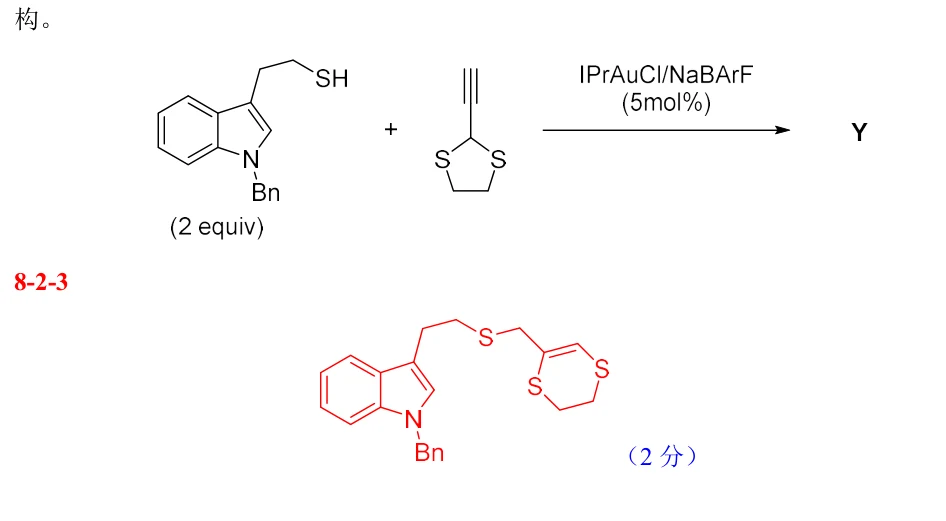 构。
SH
IPrAuCl/NaBArF
(5mol%)
+
Y
S S
N
Bn
(2 equiv)
8-2-3
S
S
S
N
Bn
（2 分）